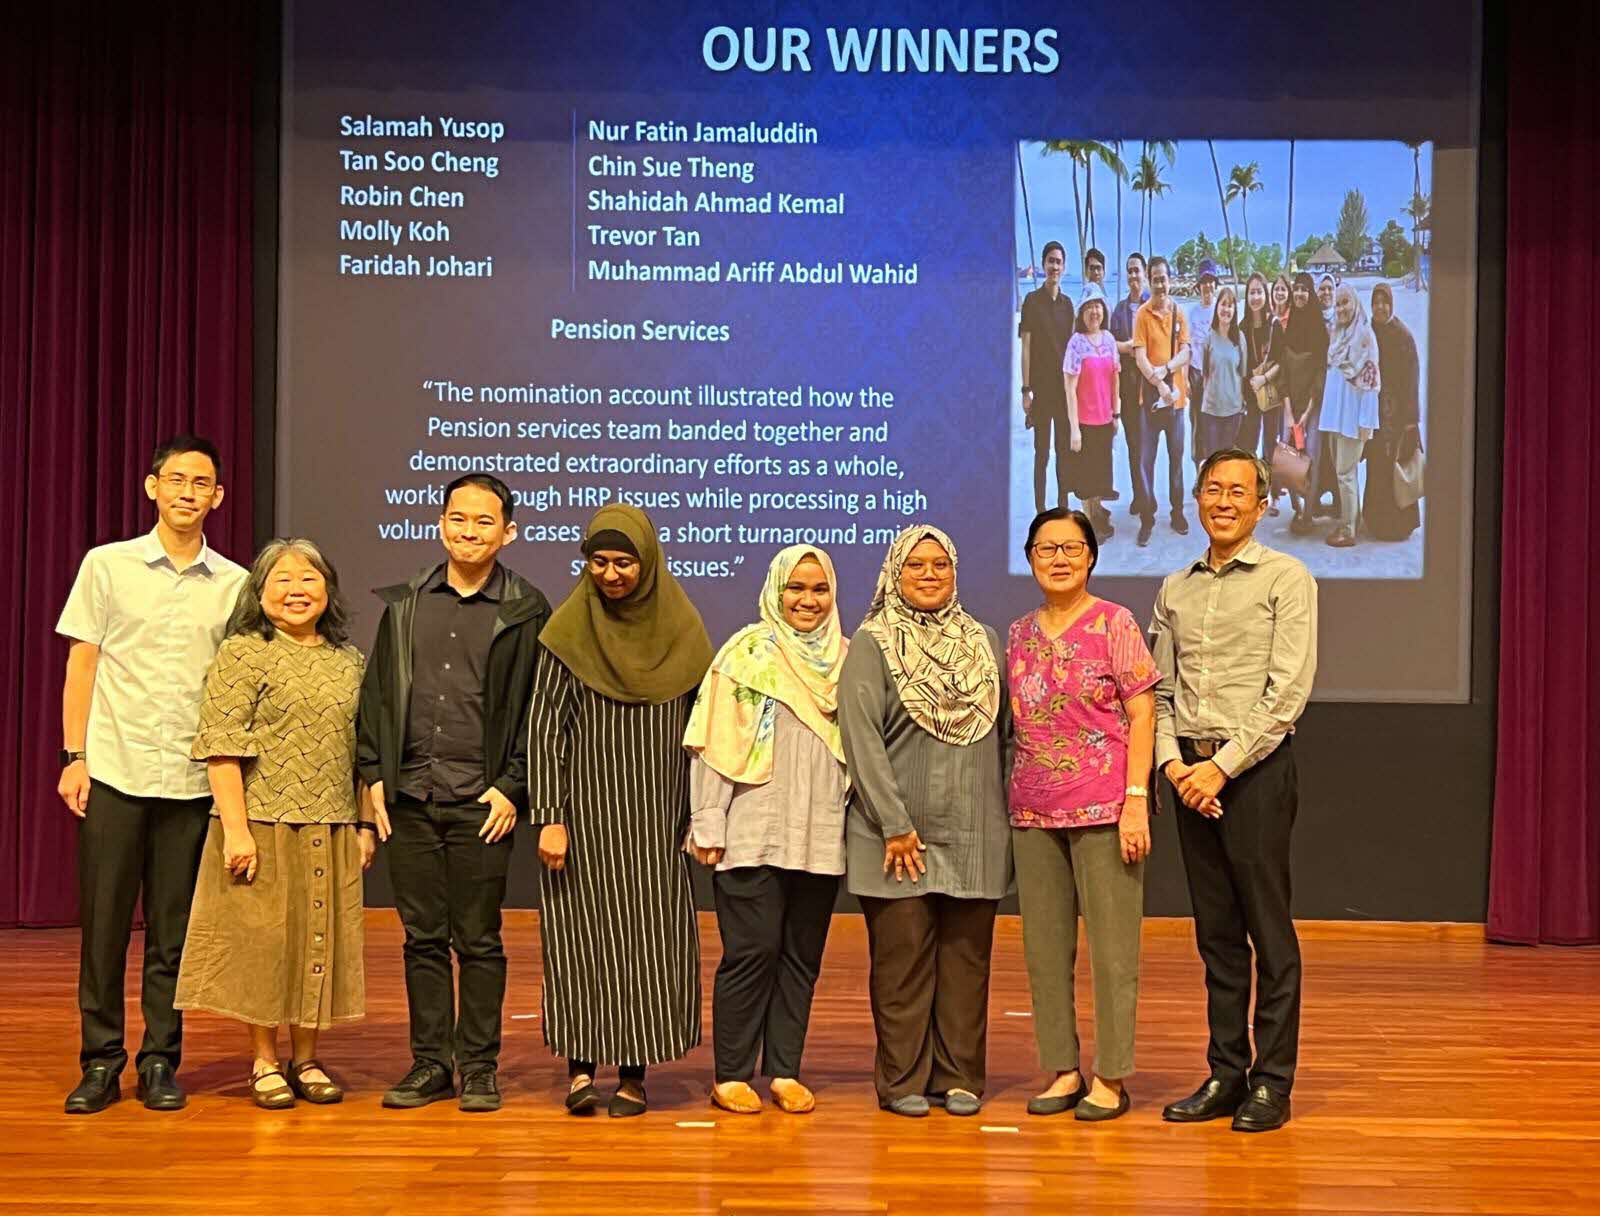 OUR WINNERS
Salamah Yusop
Tan Soo Cheng
Robin Chen
Molly Koh
Faridah Johari
Nur Fatin Jamaluddin
Chin Sue Theng
Shahidah Ahmad Kemal
Trevor Tan
Muhammad Ariff Abdul Wahid
Pension Services
“The nomination account illustrated how the
Pension services team banded together and
demonstrated extraordinary efforts as a whole,
HRP issues while processing a high
cases a short turnaround
issues.”